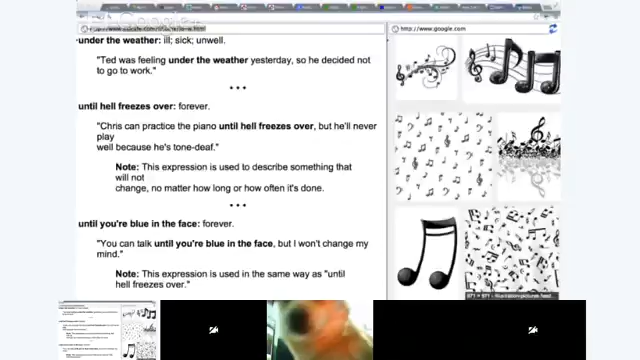 http://www.google.com
under the weather: ill; sick; unwell.
"Ted was feeling under the weather yesterday, so he decided not
to go to work."
until hell freezes over: forever.
"Chris can practice the piano until hell freezes over, but he'll never
play
well because he's tone-deaf."
Note: This expression is used to describe something that
will not
change, no matter how long or how often it's done.
until you're blue in the face: forever.
"You can talk until you're blue in the face, but I won't change my
mind."
Note: This expression is used in the same way as "until
hell freezes over."